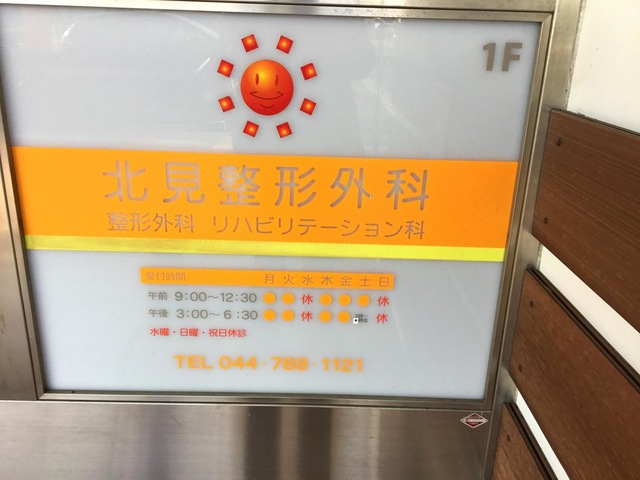 1F
北見整形外科
整形外科 リハビリテーション科
受付時間 月 火 水 木 金 土 日
午前 9:00〜12:30 ●●休●●●休
午後 3:00〜6:30 ●●休●● 休
水曜・日曜・祝日休診
TEL 044-798-1121